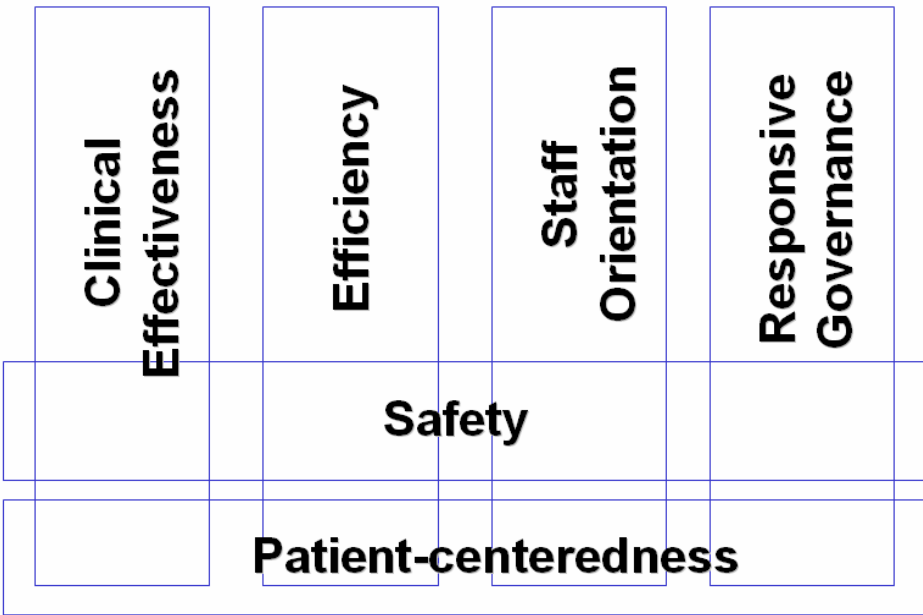 Clinical
Effectiveness
Efficiency
Staff
Orientation
Responsive
Governance
Safety
Patient-centeredness